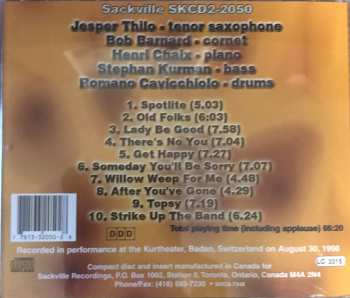 Sackville SKCD2-2050
Jesper Thilo - tenor saxophone
Bob Barnard - cornet
Henri Chaix - piano
Stephan Kurman - bass
Romano Cavicchiolo - drums
1. Spotlite (5.03)
2. Old Folks (6:03)
3. Lady Be Good (7.58)
4. There's No You (7.04)
5. Get Happy (7.27)
6. Someday You'll Be Sorry (7.07)
7. Willow Weep For Me (4.48)
8. After You've Gone (4.29)
9. Topsy (7.19)
10. Strike Up The Band (6.24)
Total playing time (including applause) 66:20
DDD
Recorded in performance at the Kurtheater, Baden, Switzerland on August 30, 1998
Compact disc and insert manufactured in Canada for
Sackville Recordings, P.O. Box 1002, Station Toronto, Ontario, Canada M4A 2N4
Phone/Fax: (416)